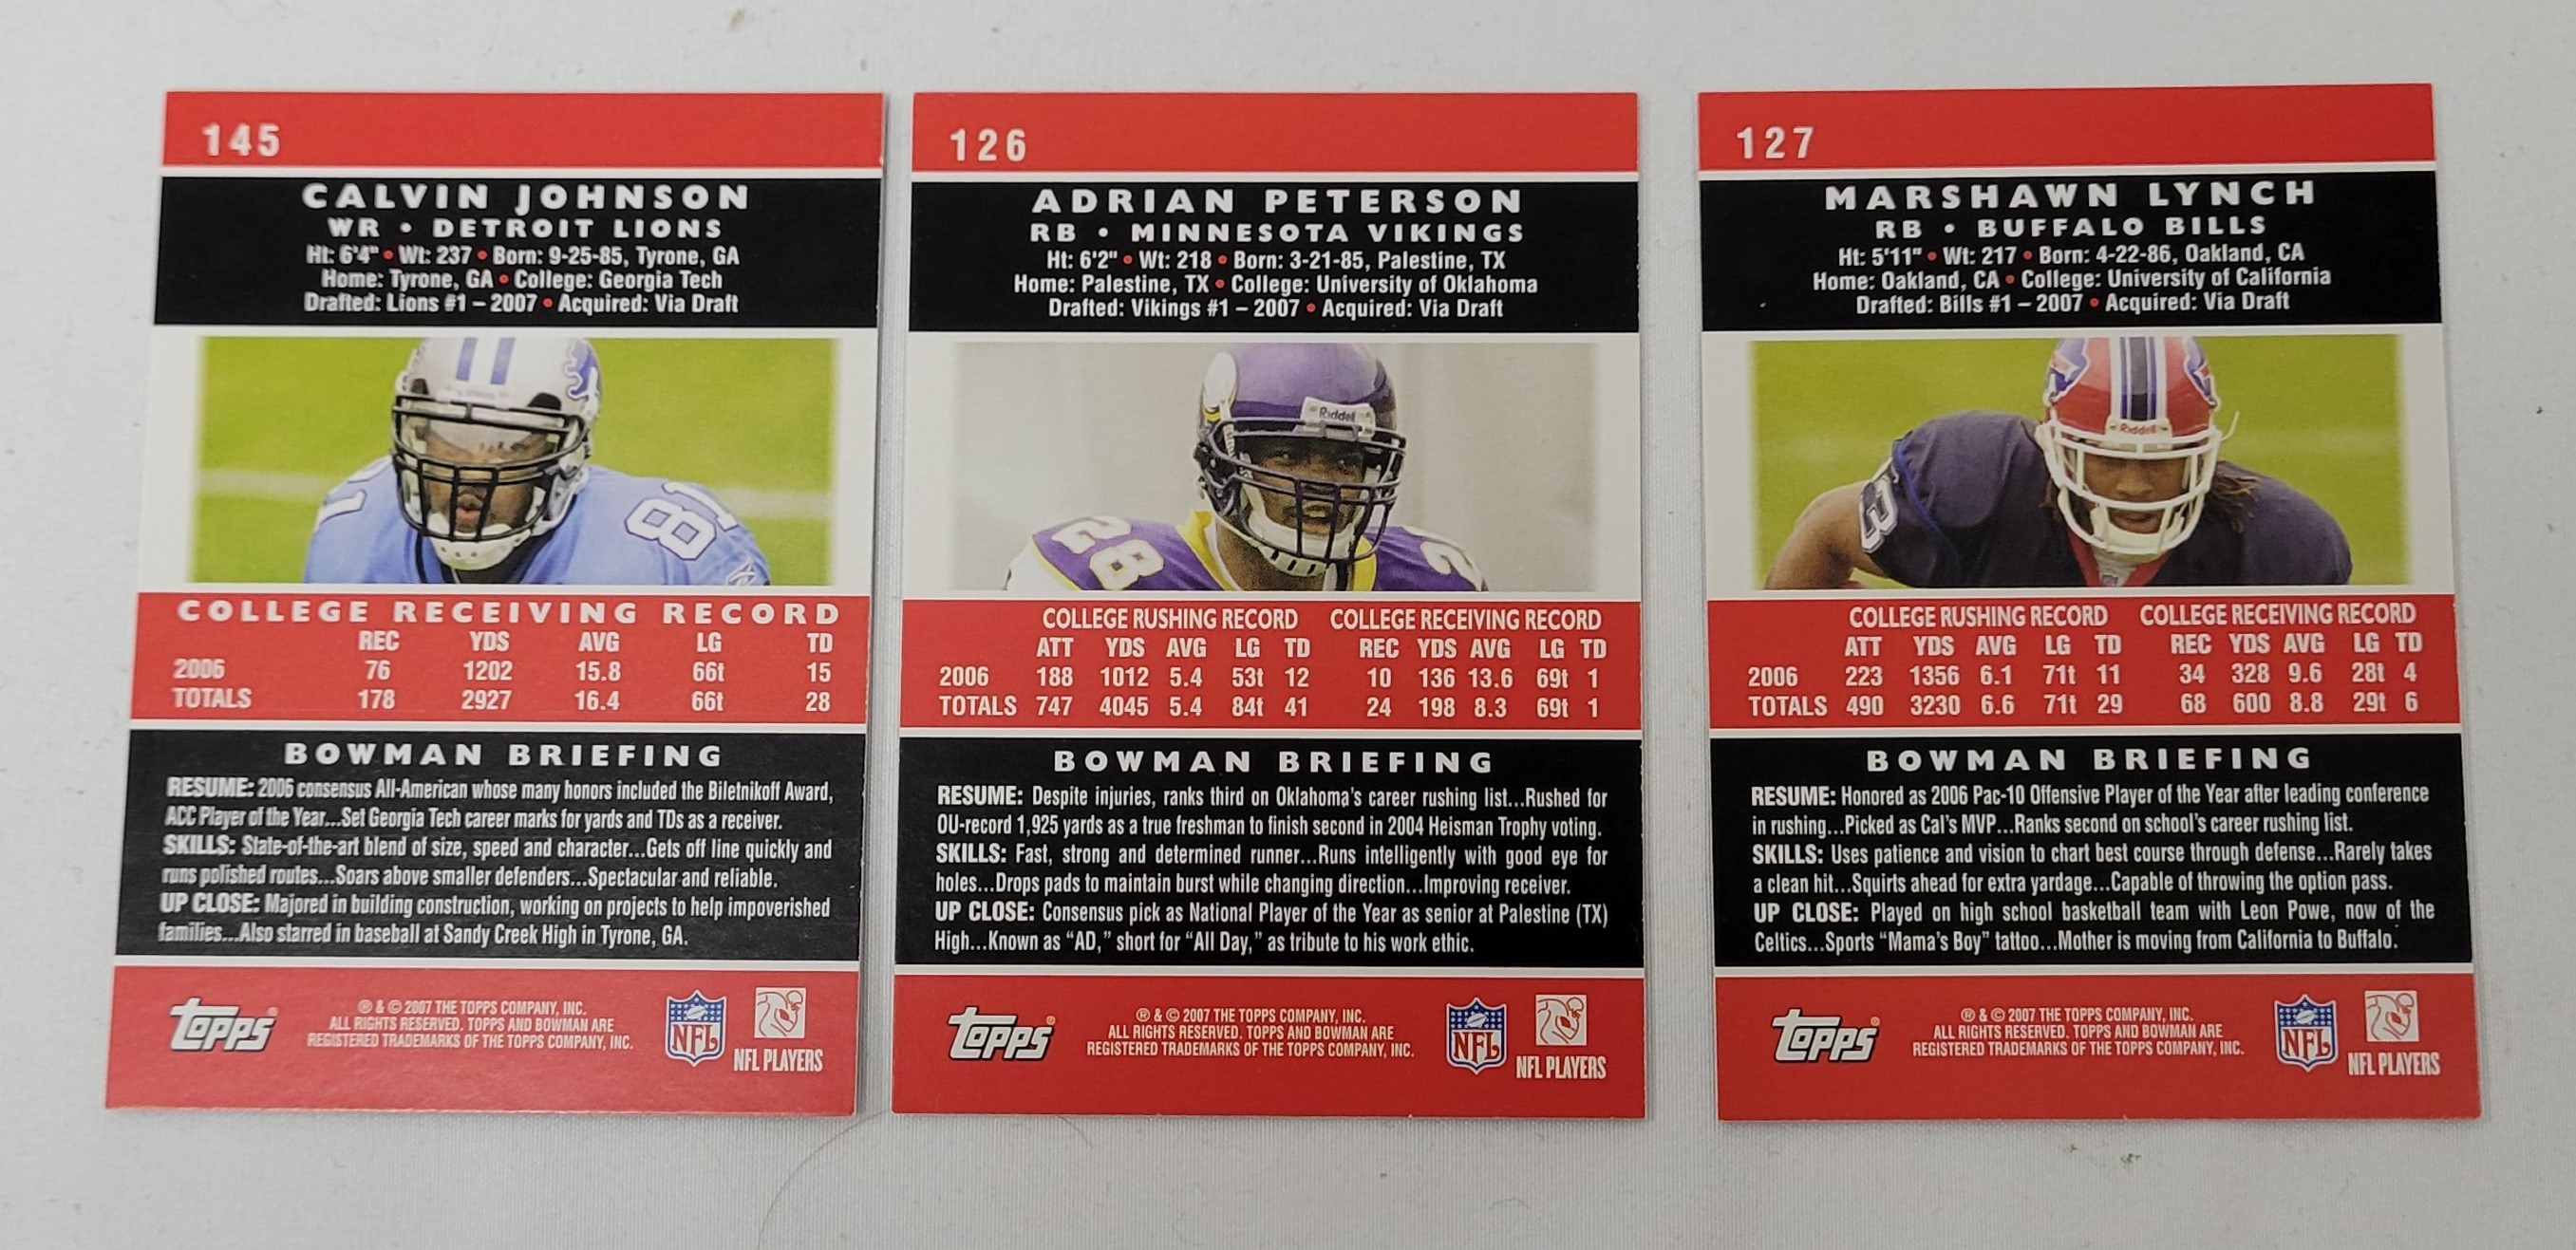 145
CALVIN JOHNSON
WR • DETROIT LIONS
Ht: 6'4" • Wt: 237 • Born: 9-25-85, Tyrone, GA
Home: Tyrone, GA • College: Georgia Tech
Drafted: Lions #1 – 2007 • Acquired: Via Draft
81
81
COLLEGE RECEIVING RECORD
REC YDS AVG LG TD
2006 76 1202 15.8 66t 15
TOTALS 178 2927 16.4 66t 28
BOWMAN BRIEFING
RESUME: 2006 consensus All-American whose many honors included the Biletnikoff Award,
ACC Player of the Year...Set Georgia Tech career marks for yards and TDs as a receiver.
SKILLS: State-of-the-art blend of size, speed and character...Gets off line quickly and
runs polished routes...Soars above smaller defenders...Spectacular and reliable.
UP CLOSE: Majored in building construction, working on projects to help impoverished
families...Also starred in baseball at Sandy Creek High in Tyrone, GA.
Topps
® & © 2007 THE TOPPS COMPANY, INC.
ALL RIGHTS RESERVED. TOPPS AND BOWMAN ARE
REGISTERED TRADEMARKS OF THE TOPPS COMPANY, INC.
NFL
NFL PLAYERS
126
ADRIAN PETERSON
RB • MINNESOTA VIKINGS
Ht: 6'2" • Wt: 218 • Born: 3-21-85, Palestine, TX
Home: Palestine, TX • College: University of Oklahoma
Drafted: Vikings #1 – 2007 • Acquired: Via Draft
Riddell
28
2
COLLEGE RUSHING RECORD COLLEGE RECEIVING RECORD
ATT YDS AVG LG TD REC YDS AVG LG TD
2006 188 1012 5.4 53t 12 10 136 13.6 69t 1
TOTALS 747 4045 5.4 84t 41 24 198 8.3 69t 1
BOWMAN BRIEFING
RESUME: Despite injuries, ranks third on Oklahoma's career rushing list...Rushed for
OU-record 1,925 yards as a true freshman to finish second in 2004 Heisman Trophy voting.
SKILLS: Fast, strong and determined runner...Runs intelligently with good eye for
holes...Drops pads to maintain burst while changing direction...Improving receiver.
UP CLOSE: Consensus pick as National Player of the Year as senior at Palestine (TX)
High...Known as “AD,” short for “All Day,” as tribute to his work ethic.
Topps
® & © 2007 THE TOPPS COMPANY, INC.
ALL RIGHTS RESERVED. TOPPS AND BOWMAN ARE
REGISTERED TRADEMARKS OF THE TOPPS COMPANY, INC.
NFL
NFL PLAYERS
127
MARSHAWN LYNCH
RB • BUFFALO BILLS
Ht: 5'11" • Wt: 217 • Born: 4-22-86, Oakland, CA
Home: Oakland, CA • College: University of California
Drafted: Bills #1 – 2007 • Acquired: Via Draft
Riddell
3
COLLEGE RUSHING RECORD COLLEGE RECEIVING RECORD
ATT YDS AVG LG TD REC YDS AVG LG TD
2006 223 1356 6.1 71t 11 34 328 9.6 28t 4
TOTALS 490 3230 6.6 71t 29 68 600 8.8 29t 6
BOWMAN BRIEFING
RESUME: Honored as 2006 Pac-10 Offensive Player of the Year after leading conference
in rushing...Picked as Cal's MVP...Ranks second on school's career rushing list.
SKILLS: Uses patience and vision to chart best course through defense...Rarely takes
a clean hit...Squirts ahead for extra yardage...Capable of throwing the option pass.
UP CLOSE: Played on high school basketball team with Leon Powe, now of the
Celtics...Sports “Mama's Boy” tattoo...Mother is moving from California to Buffalo.
Topps
® & © 2007 THE TOPPS COMPANY, INC.
ALL RIGHTS RESERVED. TOPPS AND BOWMAN ARE
REGISTERED TRADEMARKS OF THE TOPPS COMPANY, INC.
NFL
NFL PLAYERS